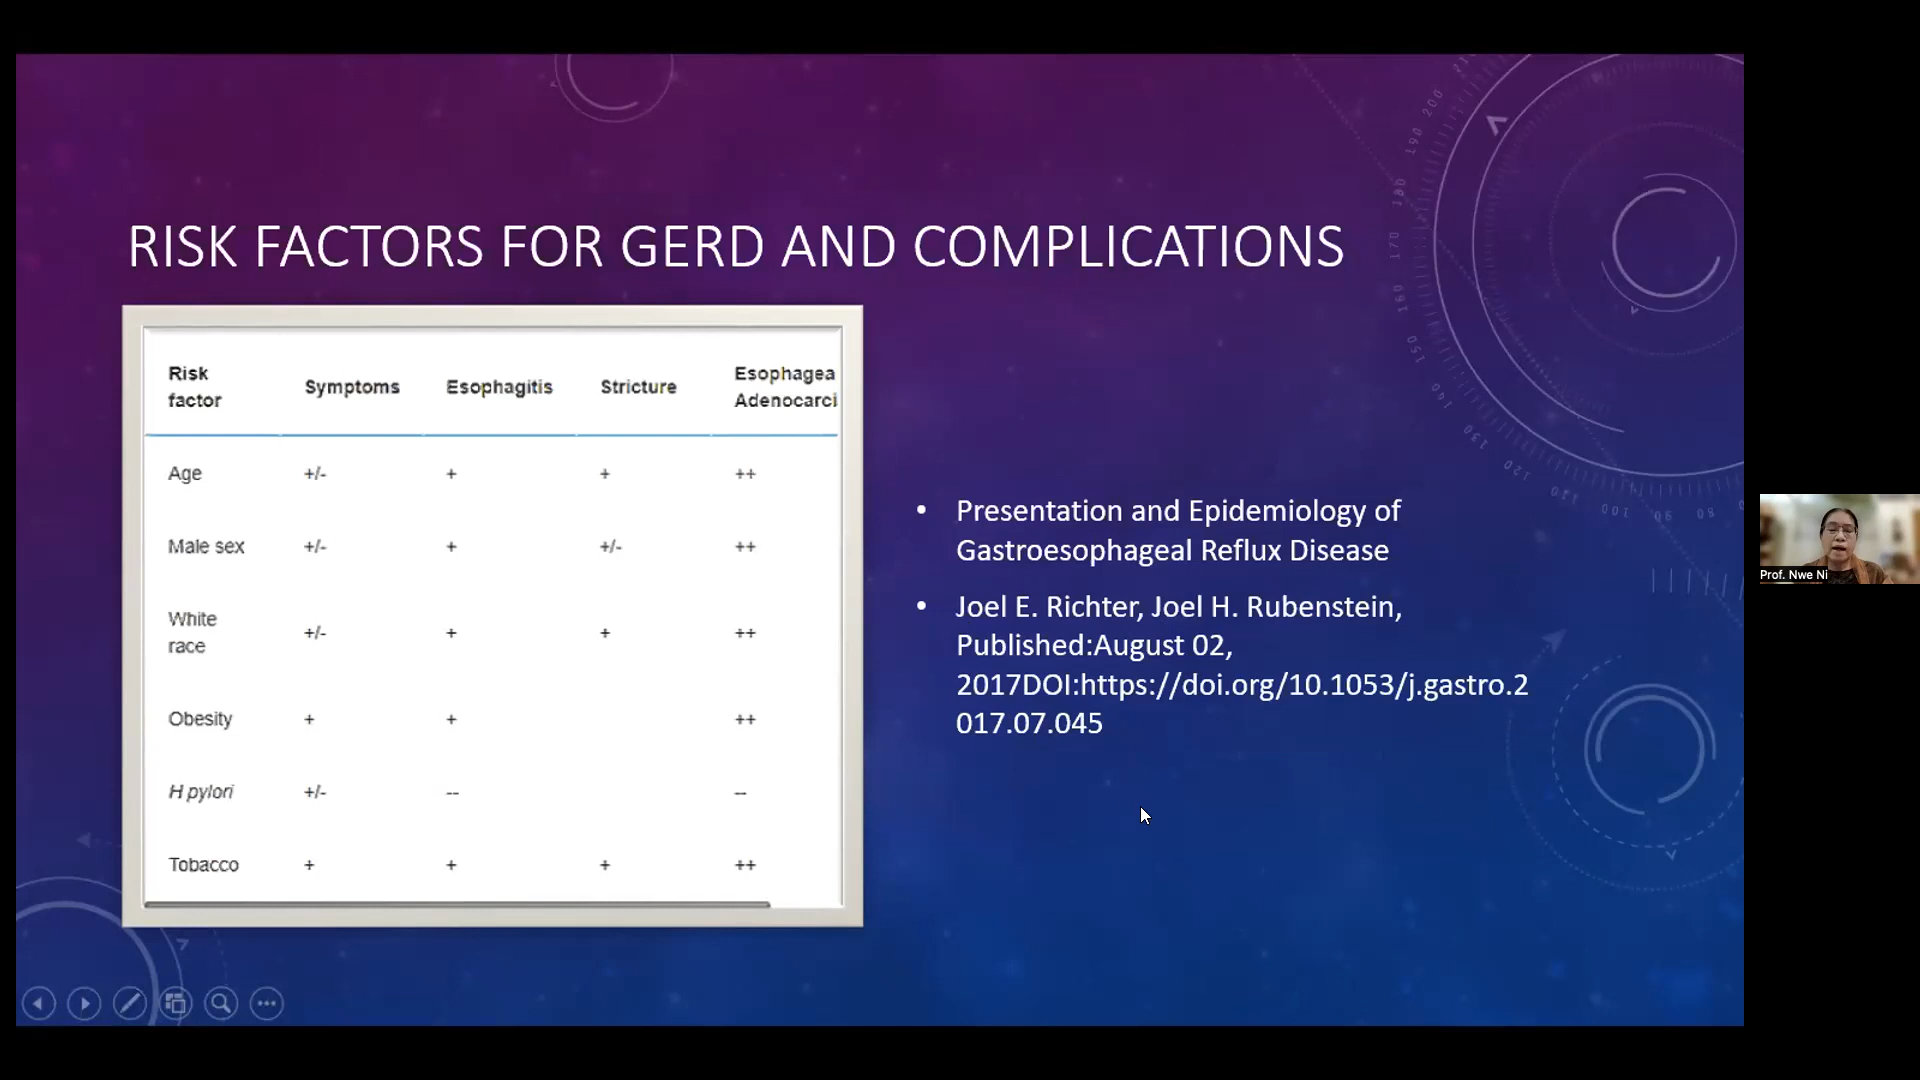 RISK FACTORS FOR GERD AND COMPLICATIONS
Risk factor Symptoms Esophagitis Stricture Esophagea Adenocarci
Age +/- + + ++
Male sex +/- + +/- ++
White race +/- + + ++
Obesity + + ++
H pylori +/- -- --
Tobacco + + + ++
• Presentation and Epidemiology of
Gastroesophageal Reflux Disease
• Joel E. Richter, Joel H. Rubenstein,
Published:August 02,
2017DOI:https://doi.org/10.1053/j.gastro.2
017.07.045
Prof. Nwe Ni